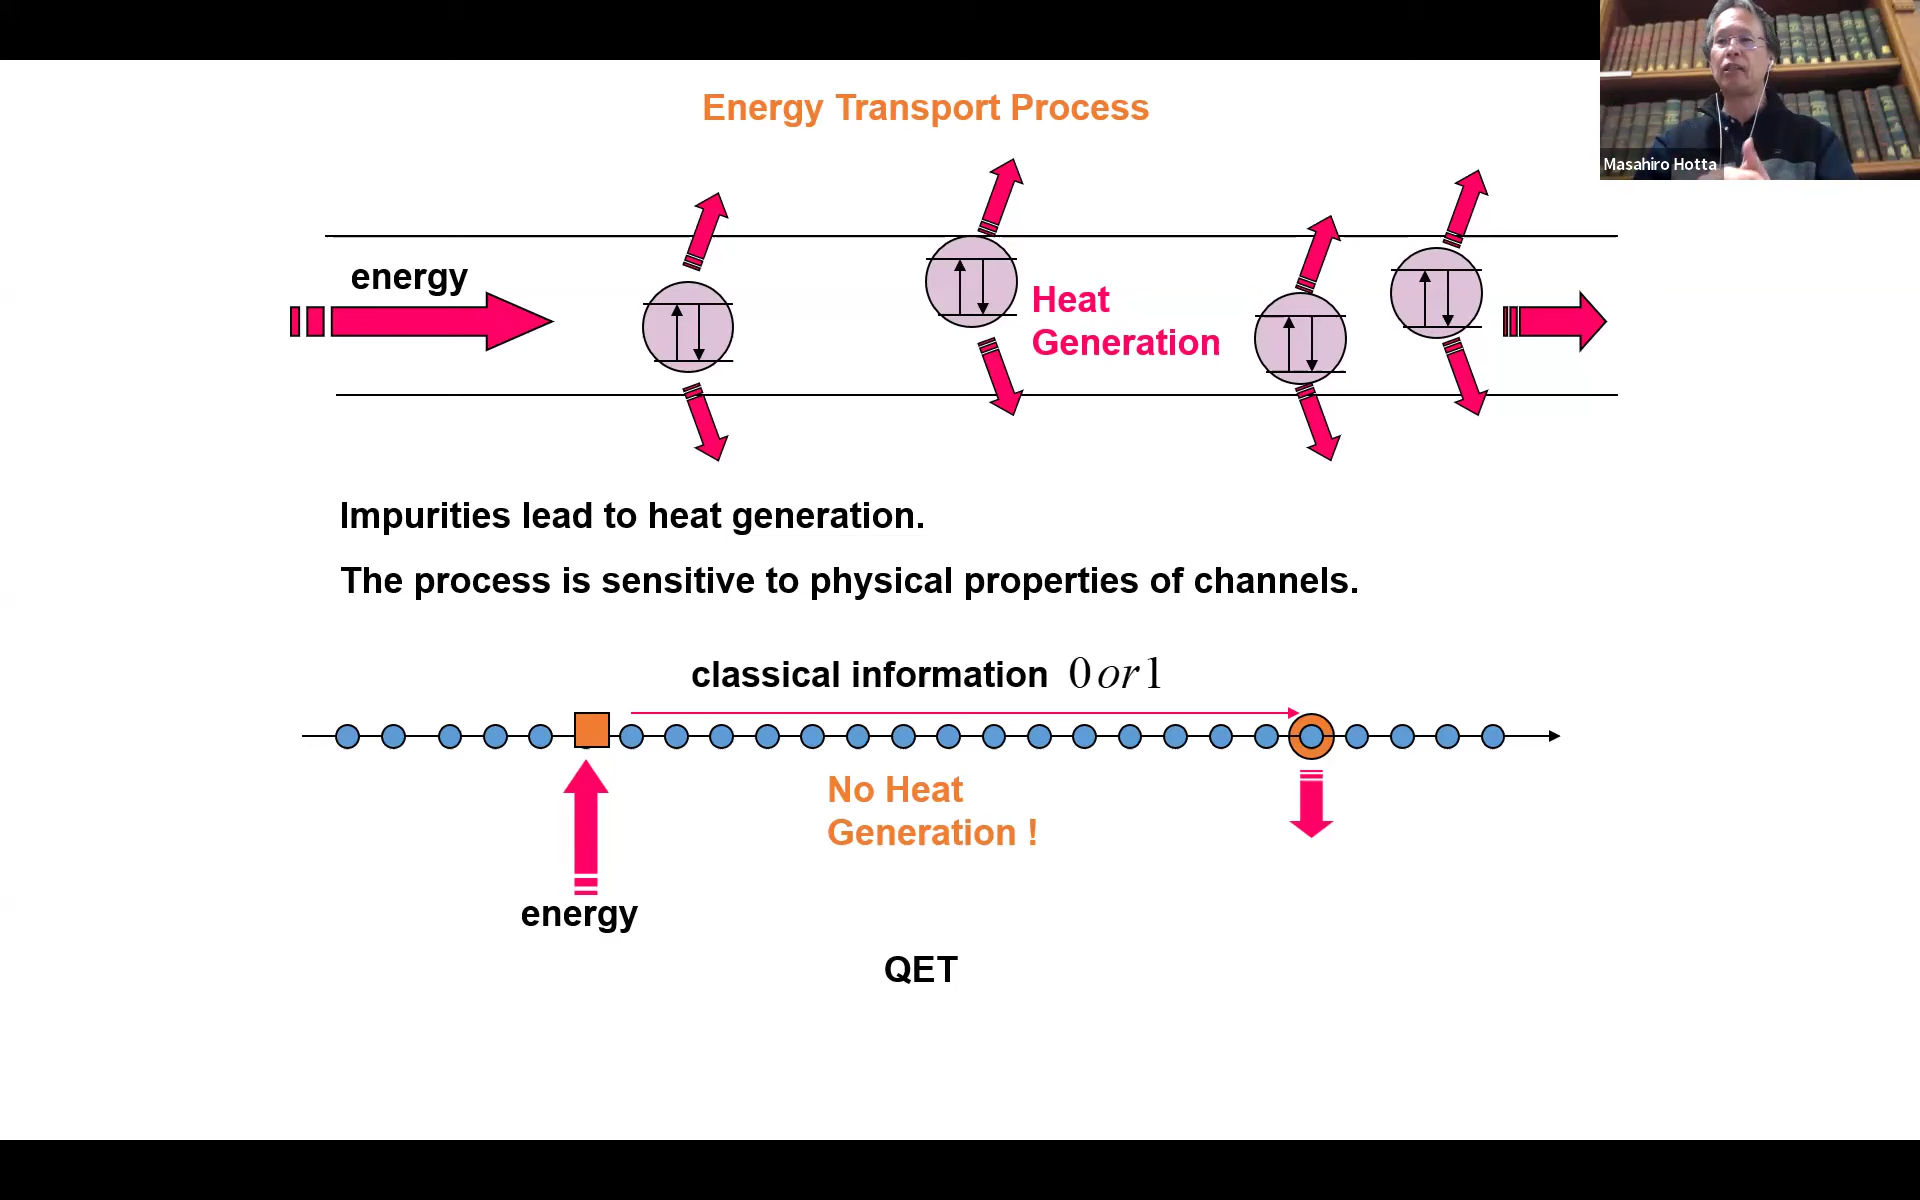 Energy Transport Process
Masahiro Hotta
energy
Heat
Generation
Impurities lead to heat generation.
The process is sensitive to physical properties of channels.
classical information 0 or 1
No Heat
Generation !
energy
QET